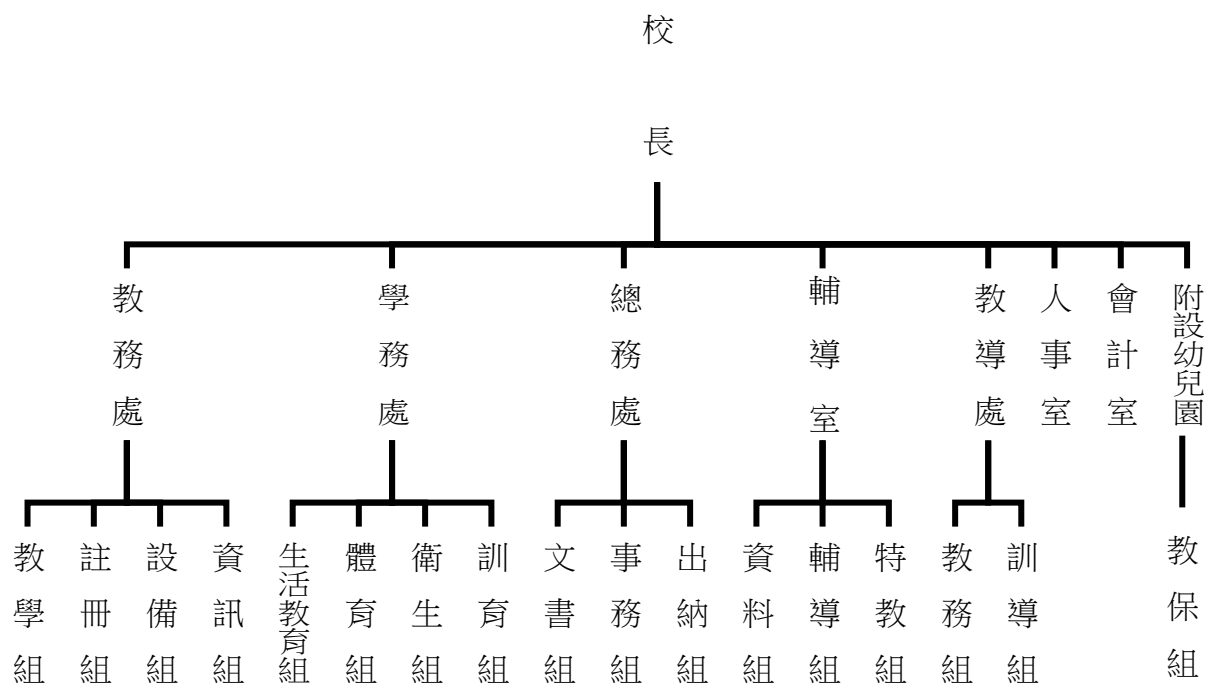 校長
教務處
學務處
總務處
輔導室
教導處
人事室
會計室
附設幼兒園
教學組
註冊組
設備組
資訊組
生活教育組
體育組
衛生組
訓育組
文書組
事務組
出納組
資料組
輔導組
特教組
教務組
訓導組
教保組